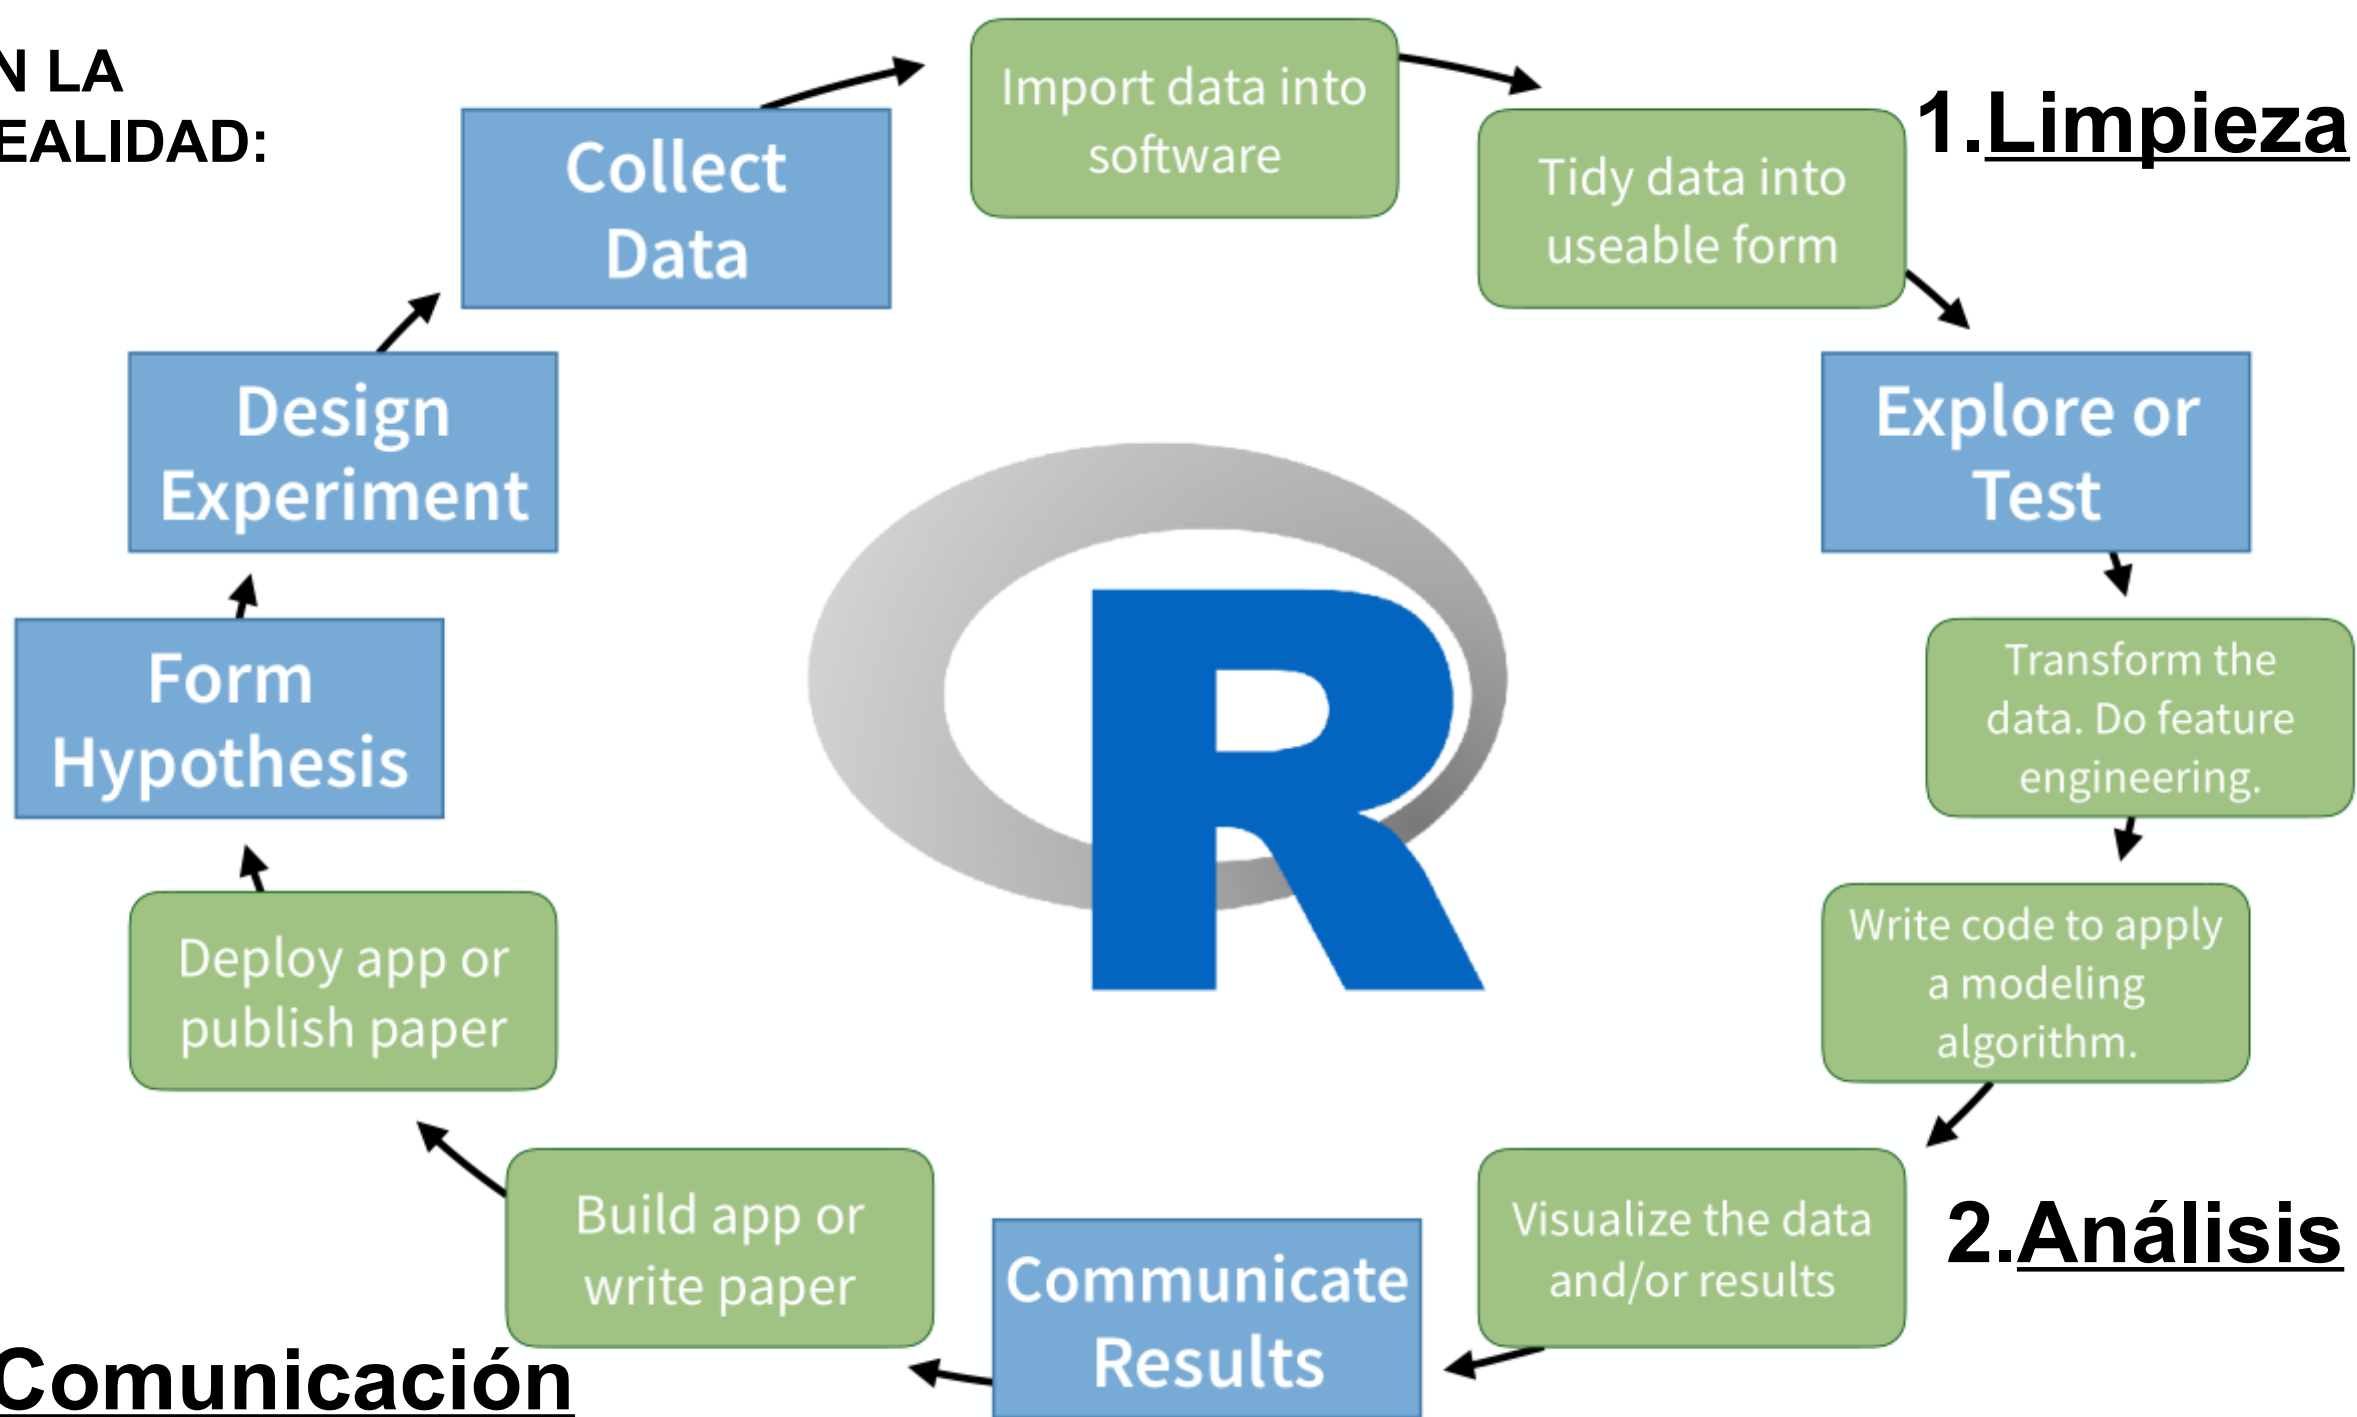 N LA
EALIDAD:
Collect
Data
Import data into
software
Tidy data into
useable form
1.Limpieza
Explore or
Test
Transform the
data. Do feature
engineering.
Write code to apply
a modeling
algorithm.
2.Análisis
Visualize the data
and/or results
Communicate
Results
Build app or
write paper
Comunicación
Deploy app or
publish paper
Form
Hypothesis
Design
Experiment
R